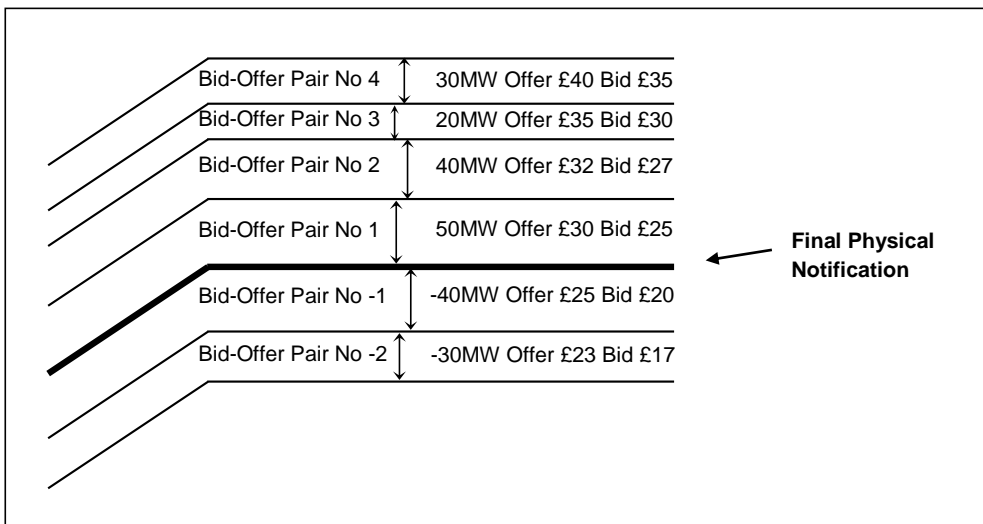 Bid-Offer Pair No 4 30MW Offer £40 Bid £35
Bid-Offer Pair No 3 20MW Offer £35 Bid £30
Bid-Offer Pair No 2 40MW Offer £32 Bid £27
Bid-Offer Pair No 1 50MW Offer £30 Bid £25
Final Physical
Notification
Bid-Offer Pair No -1 -40MW Offer £25 Bid £20
Bid-Offer Pair No -2 -30MW Offer £23 Bid £17